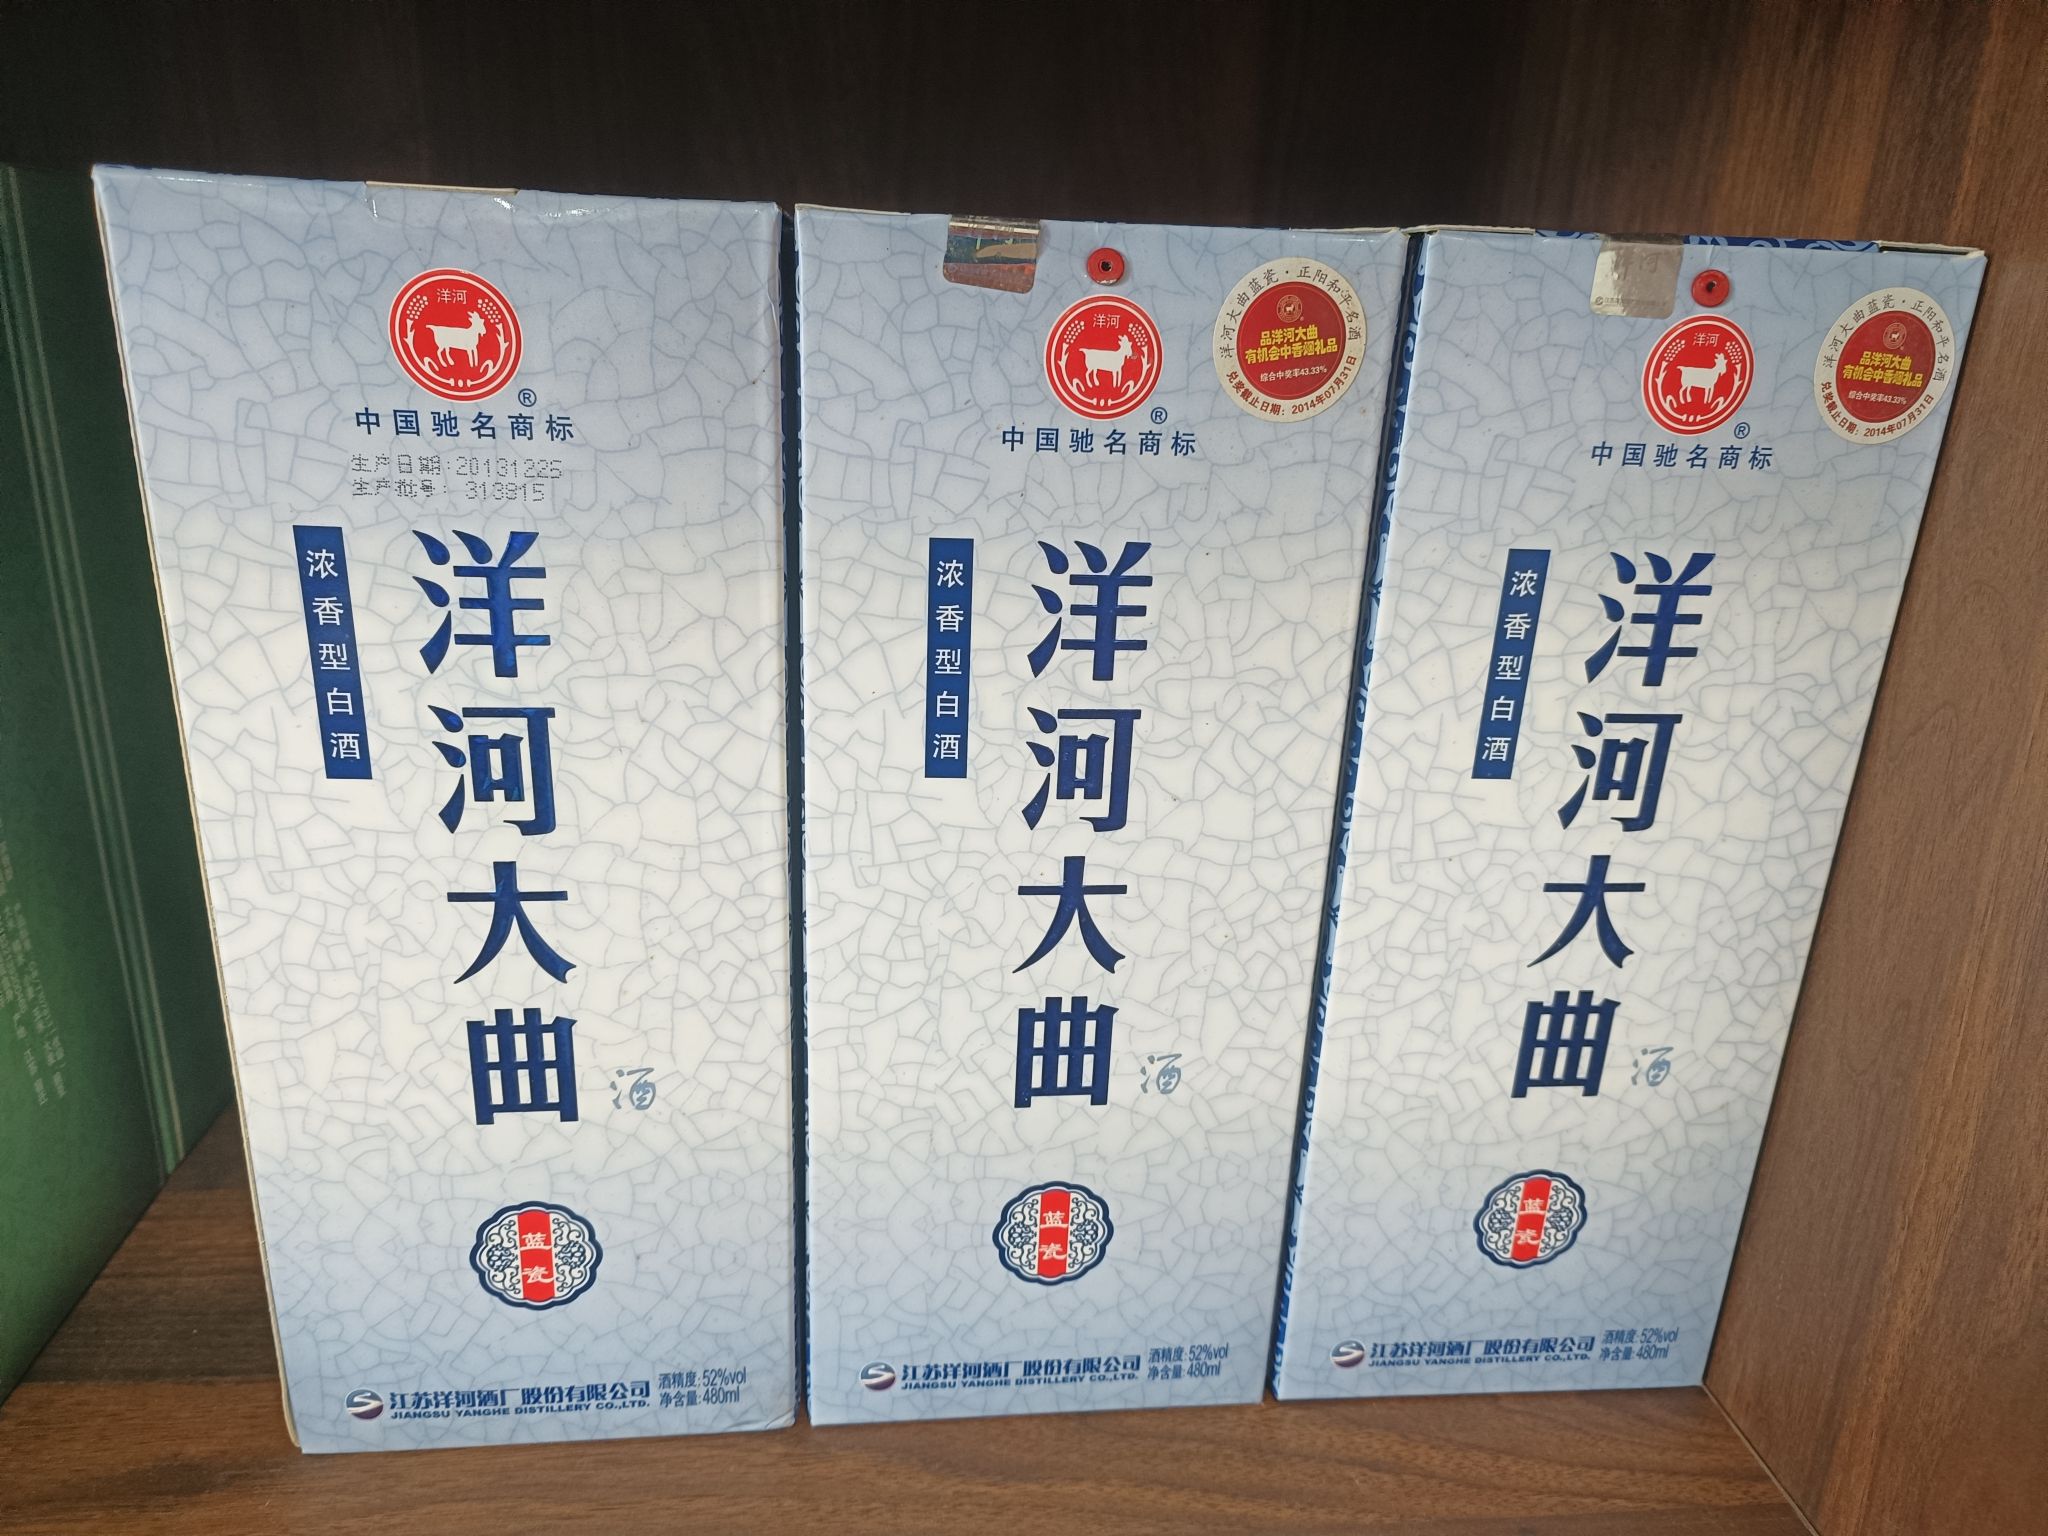 洋河
®
中国驰名商标
生产日期:20131225
生产批号: 313815
浓香型白酒
洋河大曲
酒
蓝瓷
江苏洋河酒厂股份有限公司
JIANGSU YANGHE DISTILLERY CO.,LTD.
酒精度:52%vol
净含量:480ml
洋河
®
中国驰名商标
洋河大曲蓝瓷·正阳和平名酒
品洋河大曲
有机会中香烟礼品
综合中奖率43.33%
兑奖截止日期：2014年07月31日
浓香型白酒
洋河大曲
酒
蓝瓷
江苏洋河酒厂股份有限公司
JIANGSU YANGHE DISTILLERY CO.,LTD.
酒精度:52%vol
净含量:480ml
洋河
®
中国驰名商标
洋河大曲蓝瓷·正阳和平名酒
品洋河大曲
有机会中香烟礼品
综合中奖率43.33%
兑奖截止日期：2014年07月31日
浓香型白酒
洋河大曲
酒
蓝瓷
江苏洋河酒厂股份有限公司
JIANGSU YANGHE DISTILLERY CO.,LTD.
酒精度:52%vol
净含量:480ml